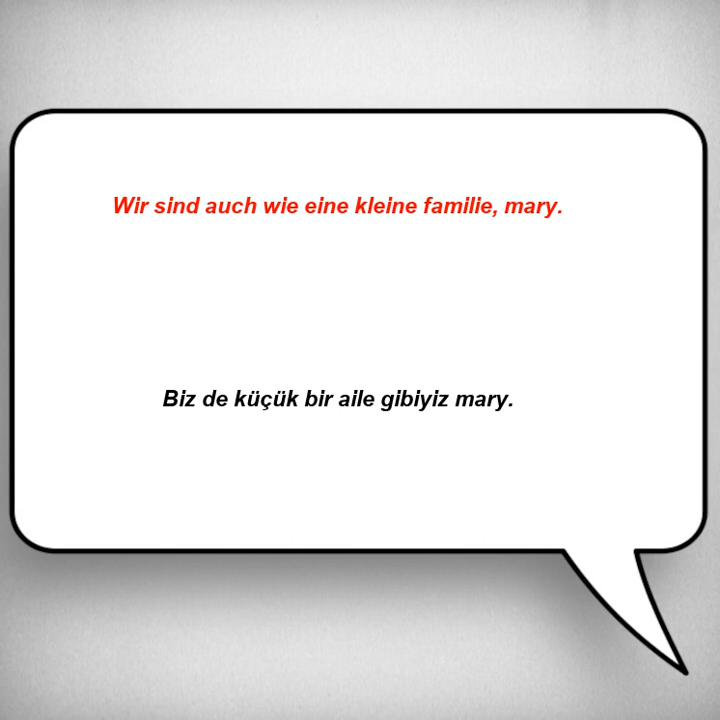 Wir sind auch wie eine kleine familie, mary.
Biz de küçük bir aile gibiyiz mary.